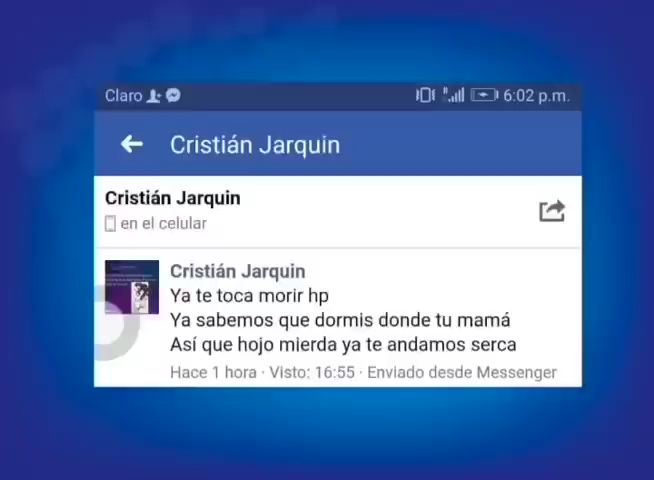 Claro 6:02 p.m.
Cristián Jarquin
Cristián Jarquin
en el celular
Cristián Jarquin
Ya te toca morir hp
Ya sabemos que dormis donde tu mamá
Así que hojo mierda ya te andamos serca
Hace 1 hora · Visto: 16:55 · Enviado desde Messenger